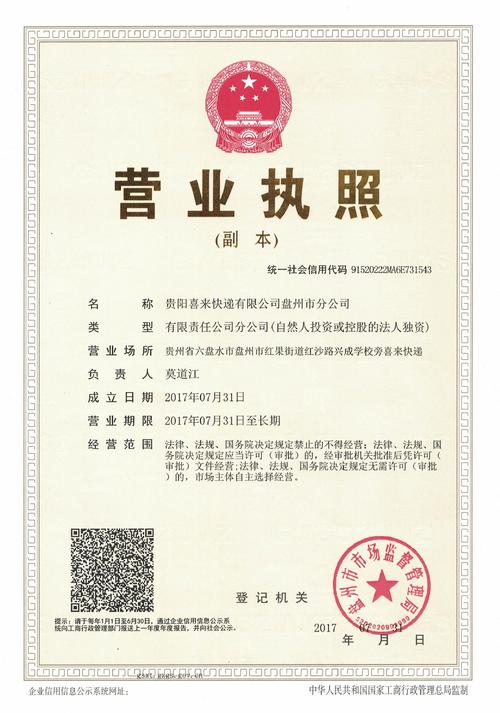 营业执照
(副 本)
统一社会信用代码 91520222MA6E731543
名 称 贵阳喜来快递有限公司盘州市分公司
类 型 有限责任公司分公司(自然人投资或控股的法人独资)
营业场所 贵州省六盘水市盘州市红果街道红沙路兴成学校旁喜来快递
负 责 人 莫道江
成立日期 2017年07月31日
营业期限 2017年07月31日至长期
经营范围 法律、法规、国务院决定规定禁止的不得经营；法律、法规、国
务院决定规定应当许可（审批）的，经审批机关批准后凭许可（
审批）文件经营;法律、法规、国务院决定规定无需许可（审批
）的，市场主体自主选择经营。
盘州市市场监督管理局
登 记 机 关
2017 07 31
年 月 日
提示：请于每年1月1日至6月30日，通过企业信用信息公示系
统向工商行政管理部门报送上一年度年度报告，并向社会公示。
gsxt.gzgs.gov.cn
企业信用信息公示系统网址：
中华人民共和国国家工商行政管理总局监制